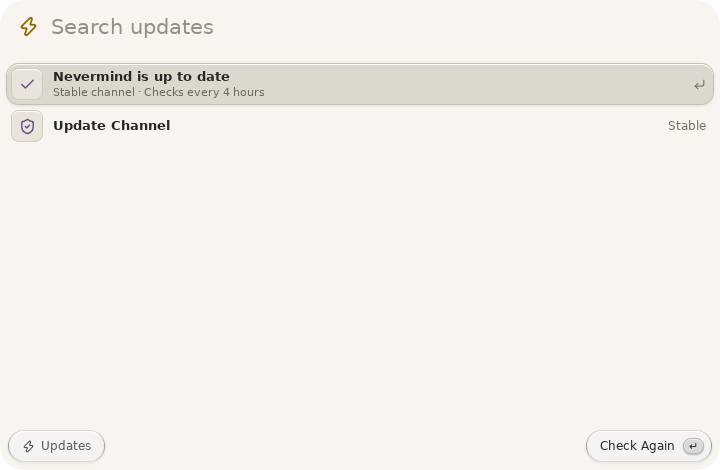 Search updates
Nevermind is up to date
Stable channel · Checks every 4 hours
Update Channel
Stable
Updates
Check Again